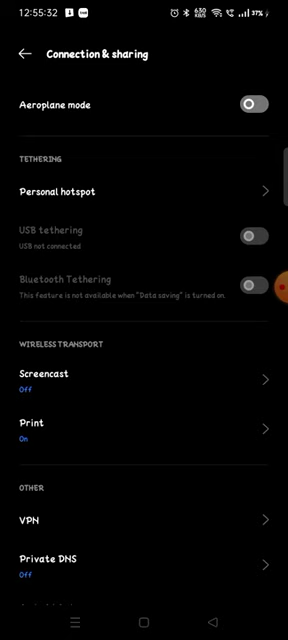 12:55:32
630
KB/S
37%
Connection & sharing
Aeroplane mode
TETHERING
Personal hotspot
USB tethering
USB not connected
Bluetooth Tethering
This feature is not available when "Data saving" is turned on.
WIRELESS TRANSPORT
Screencast
Off
Print
On
OTHER
VPN
Private DNS
Off